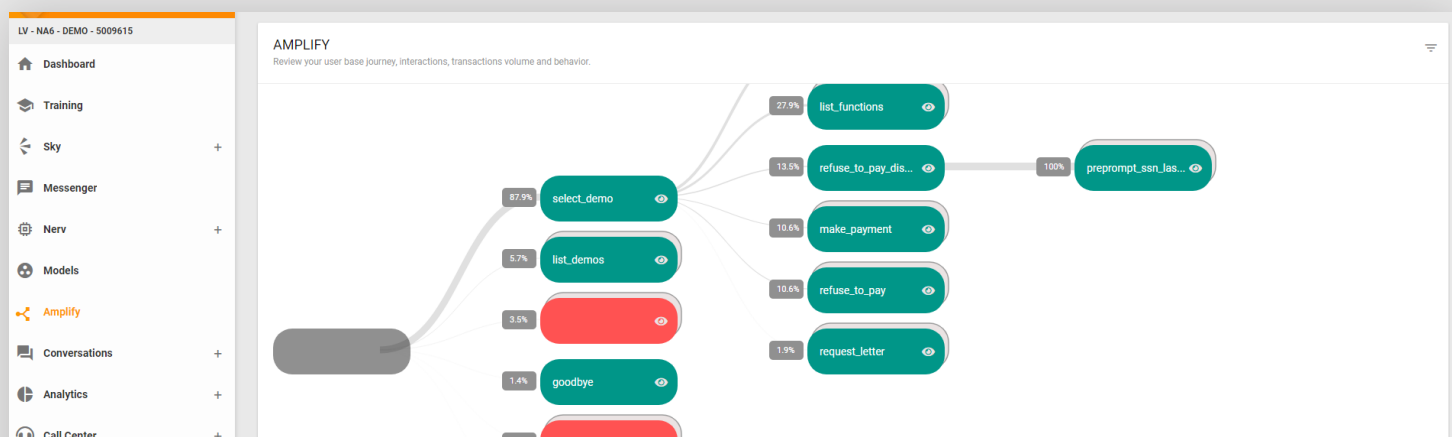 LV - NA6 - DEMO - 5009615
Dashboard
Training
Sky +
Messenger
Nerv +
Models
Amplify
Conversations +
Analytics +
Call Center +
AMPLIFY
Review your user base journey, interactions, transactions volume and behavior.
87.9% select_demo
5.7% list_demos
3.5%
1.4% goodbye
27.9% list_functions
13.5% refuse_to_pay_dis...
10.6% make_payment
10.6% refuse_to_pay
1.9% request_letter
100% preprompt_ssn_las...